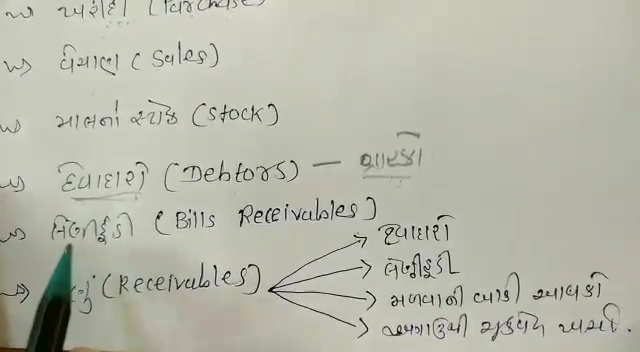 ખરીદી (Purchase)
વેચાણ (Sales)
માલનો સ્ટોક (Stock)
દેવાદારો (Debtors) - ગ્રાહકો
લેણીહૂંડી (Bills Receivables)
(Receivables)
દેવાદારો
લેણીહૂંડી
મળવાની બાકી આવકો
અગાઉથી ચૂકવેલ ખર્ચા.